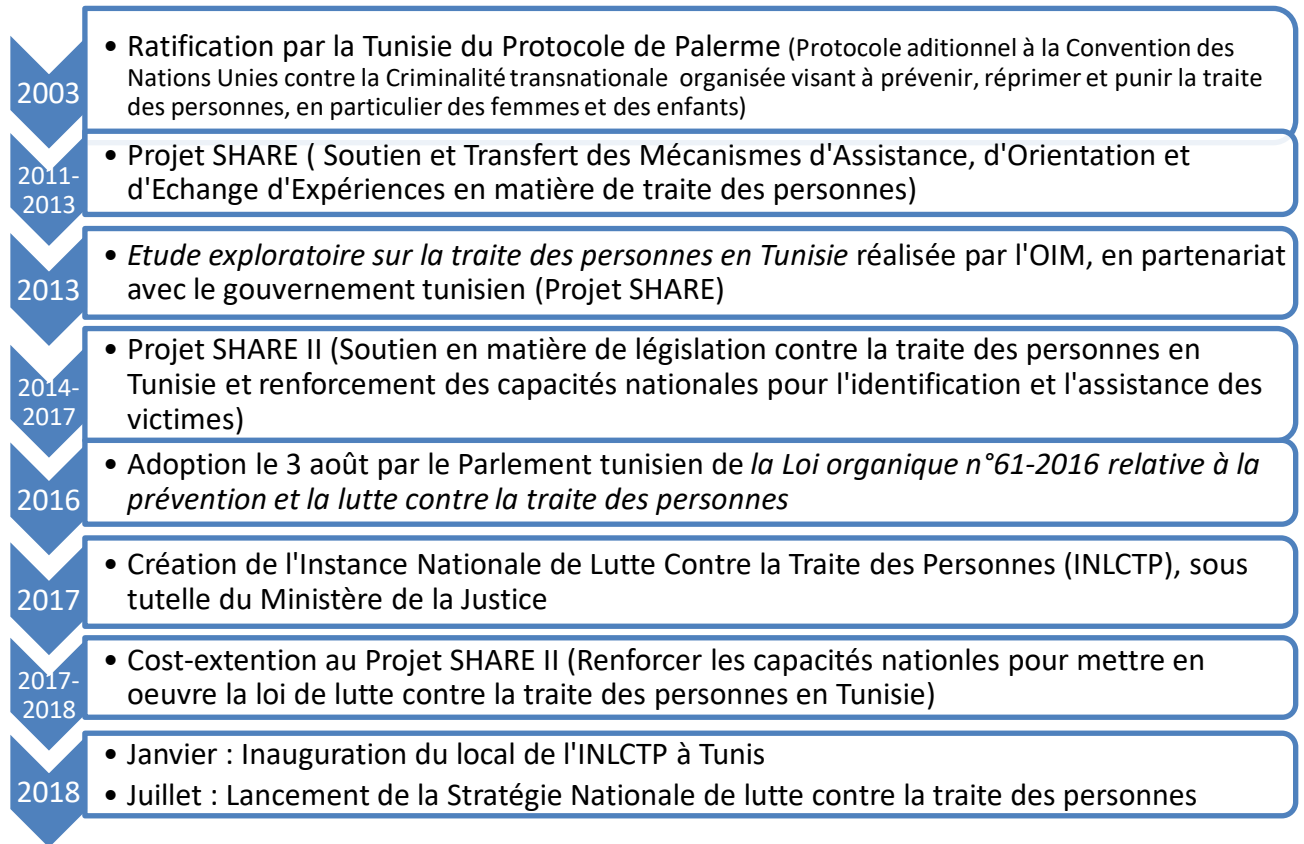 2003
• Ratification par la Tunisie du Protocole de Palerme (Protocole aditionnel à la Convention des
Nations Unies contre la Criminalité transnationale organisée visant à prévenir, réprimer et punir la traite
des personnes, en particulier des femmes et des enfants)
2011-
2013
• Projet SHARE ( Soutien et Transfert des Mécanismes d'Assistance, d'Orientation et
d'Echange d'Expériences en matière de traite des personnes)
2013
• Etude exploratoire sur la traite des personnes en Tunisie réalisée par l'OIM, en partenariat
avec le gouvernement tunisien (Projet SHARE)
2014-
2017
• Projet SHARE II (Soutien en matière de législation contre la traite des personnes en
Tunisie et renforcement des capacités nationales pour l'identification et l'assistance des
victimes)
2016
• Adoption le 3 août par le Parlement tunisien de la Loi organique n°61-2016 relative à la
prévention et la lutte contre la traite des personnes
2017
• Création de l'Instance Nationale de Lutte Contre la Traite des Personnes (INLCTP), sous
tutelle du Ministère de la Justice
2017-
2018
• Cost-extention au Projet SHARE II (Renforcer les capacités nationles pour mettre en
oeuvre la loi de lutte contre la traite des personnes en Tunisie)
2018
• Janvier : Inauguration du local de l'INLCTP à Tunis
• Juillet : Lancement de la Stratégie Nationale de lutte contre la traite des personnes